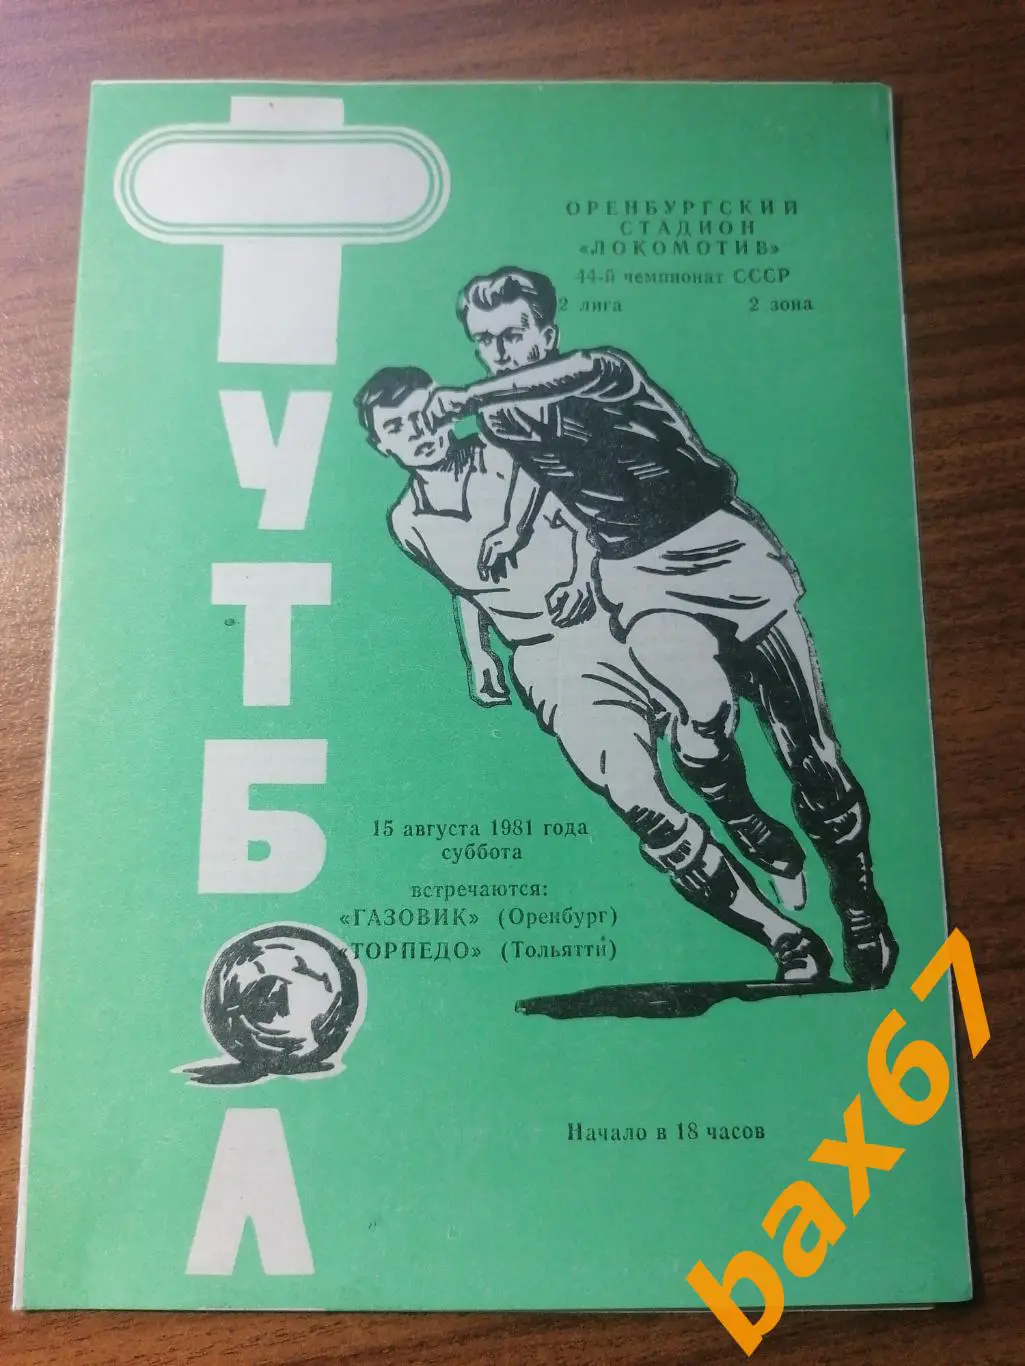 ФУТБОЛ
ОРЕНБУРГСКИЙ
СТАДИОН
«ЛОКОМОТИВ»
44-й чемпионат СССР
2 лига 2 зона
15 августа 1981 года
суббота
встречаются:
«ГАЗОВИК» (Оренбург)
«ТОРПЕДО» (Тольятти)
Начало в 18 часов
bax67